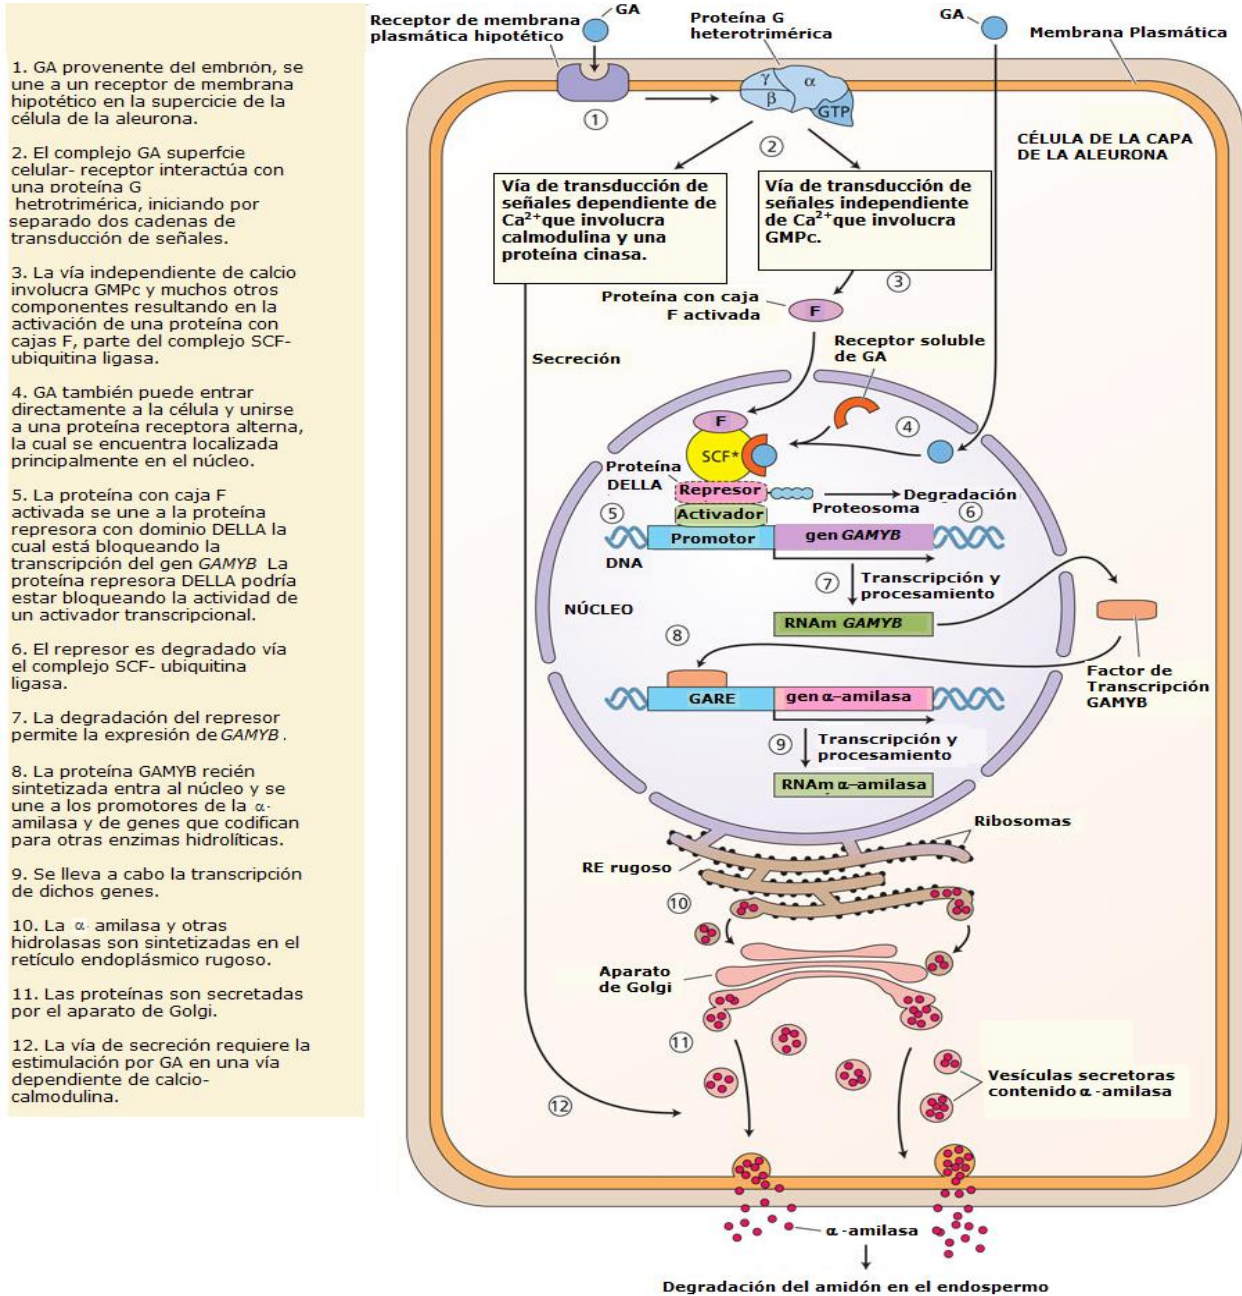 1. GA provenente del embrión, se
une a un receptor de membrana
hipotético en la supercicie de la
célula de la aleurona.
2. El complejo GA superfcie
celular- receptor interactúa con
una proteína G
hetrotrimérica, iniciando por
separado dos cadenas de
transducción de señales.
3. La vía independiente de calcio
involucra GMPc y muchos otros
componentes resultando en la
activación de una proteína con
cajas F, parte del complejo SCF-
ubiquitina ligasa.
4. GA también puede entrar
directamente a la célula y unirse
a una proteína receptora alterna,
la cual se encuentra localizada
principalmente en el núcleo.
5. La proteína con caja F
activada se une a la proteína
represora con dominio DELLA la
cual está bloqueando la
transcripción del gen GAMYB La
proteína represora DELLA podría
estar bloqueando la actividad de
un activador transcripcional.
6. El represor es degradado vía
el complejo SCF- ubiquitina
ligasa.
7. La degradación del represor
permite la expresión de GAMYB.
8. La proteína GAMYB recién
sintetizada entra al núcleo y se
une a los promotores de la α-
amilasa y de genes que codifican
para otras enzimas hidrolíticas.
9. Se lleva a cabo la transcripción
de dichos genes.
10. La α- amilasa y otras
hidrolasas son sintetizadas en el
retículo endoplásmico rugoso.
11. Las proteínas son secretadas
por el aparato de Golgi.
12. La vía de secreción requiere la
estimulación por GA en una vía
dependiente de calcio-
calmodulina.
GA
Receptor de membrana
plasmática hipotético
Proteína G
heterotrimérica
GA
Membrana Plasmática
γ
α
β
GTP
1
2
CÉLULA DE LA CAPA
DE LA ALEURONA
Vía de transducción de
señales dependiente de
Ca2+ que involucra
calmodulina y una
proteína cinasa.
Vía de transducción de
señales independiente
de Ca2+ que involucra
GMPc.
3
Proteína con caja
F activada
F
Secreción
Receptor soluble
de GA
F
4
SCF*
Proteína
DELLA
Represor
Degradación
Proteosoma
5
Activador
6
Promotor
gen GAMYB
DNA
7
Transcripción y
procesamiento
NÚCLEO
RNAm GAMYB
8
Factor de
Transcripción
GAMYB
GARE
gen α-amilasa
9
Transcripción y
procesamiento
RNAm α-amilasa
Ribosomas
RE rugoso
10
Aparato
de Golgi
11
Vesículas secretoras
contenido α-amilasa
12
α-amilasa
Degradación del amidón en el endospermo